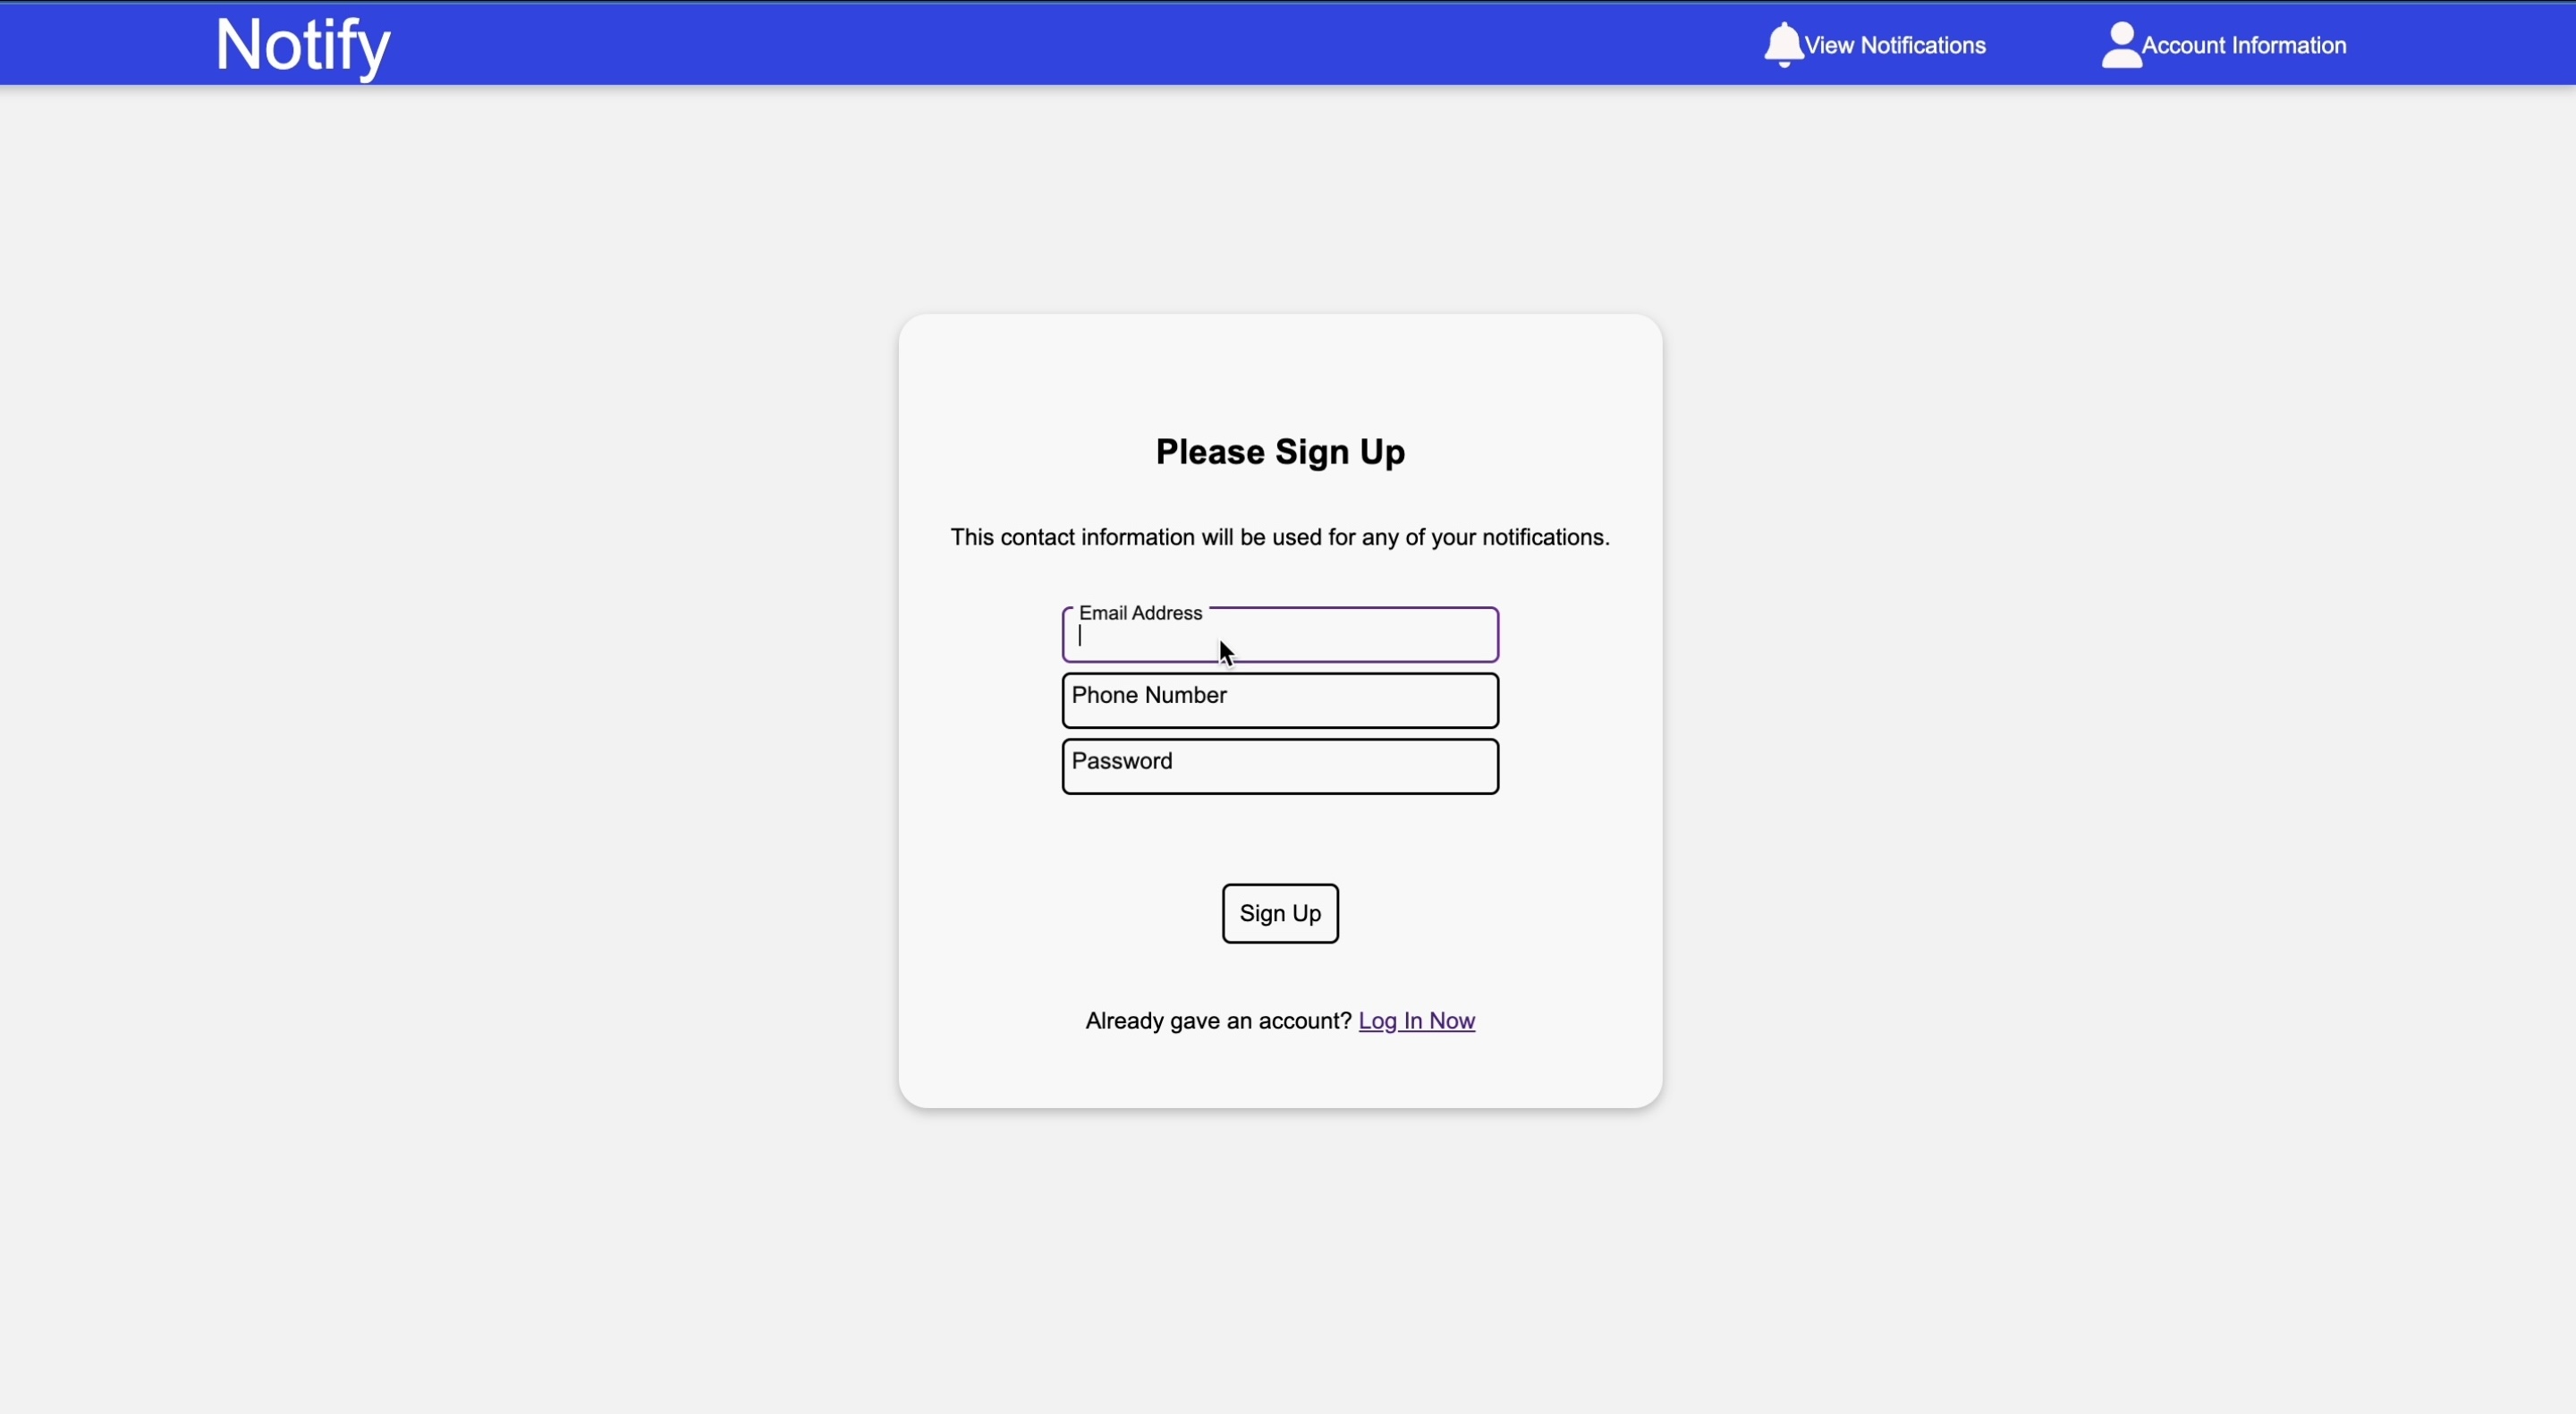 Notify
View Notifications
Account Information
Please Sign Up
This contact information will be used for any of your notifications.
Email Address
Phone Number
Password
Sign Up
Already gave an account? Log In Now